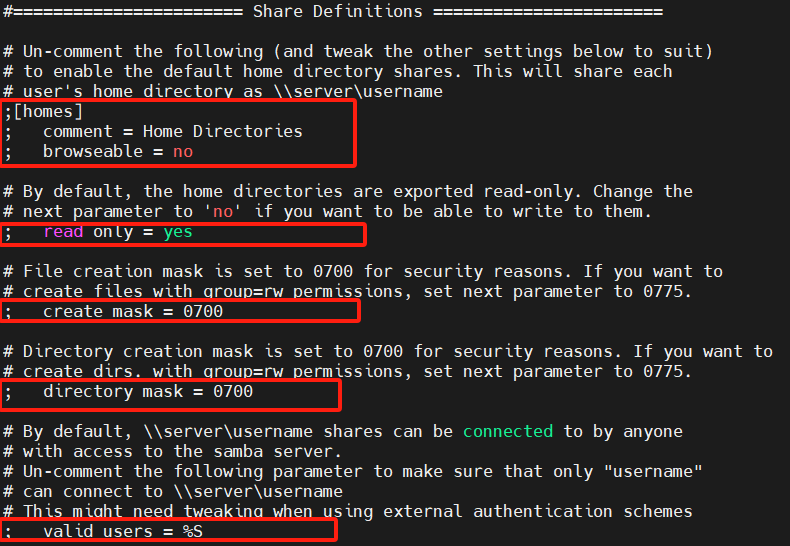 #======================= Share Definitions =======================
# Un-comment the following (and tweak the other settings below to suit)
# to enable the default home directory shares. This will share each
# user's home directory as \\server\username
;[homes]
;   comment = Home Directories
;   browseable = no
# By default, the home directories are exported read-only. Change the
# next parameter to 'no' if you want to be able to write to them.
;   read only = yes
# File creation mask is set to 0700 for security reasons. If you want to
# create files with group=rw permissions, set next parameter to 0775.
;   create mask = 0700
# Directory creation mask is set to 0700 for security reasons. If you want to
# create dirs. with group=rw permissions, set next parameter to 0775.
;   directory mask = 0700
# By default, \\server\username shares can be connected to by anyone
# with access to the samba server.
# Un-comment the following parameter to make sure that only "username"
# can connect to \\server\username
# This might need tweaking when using external authentication schemes
;   valid users = %S